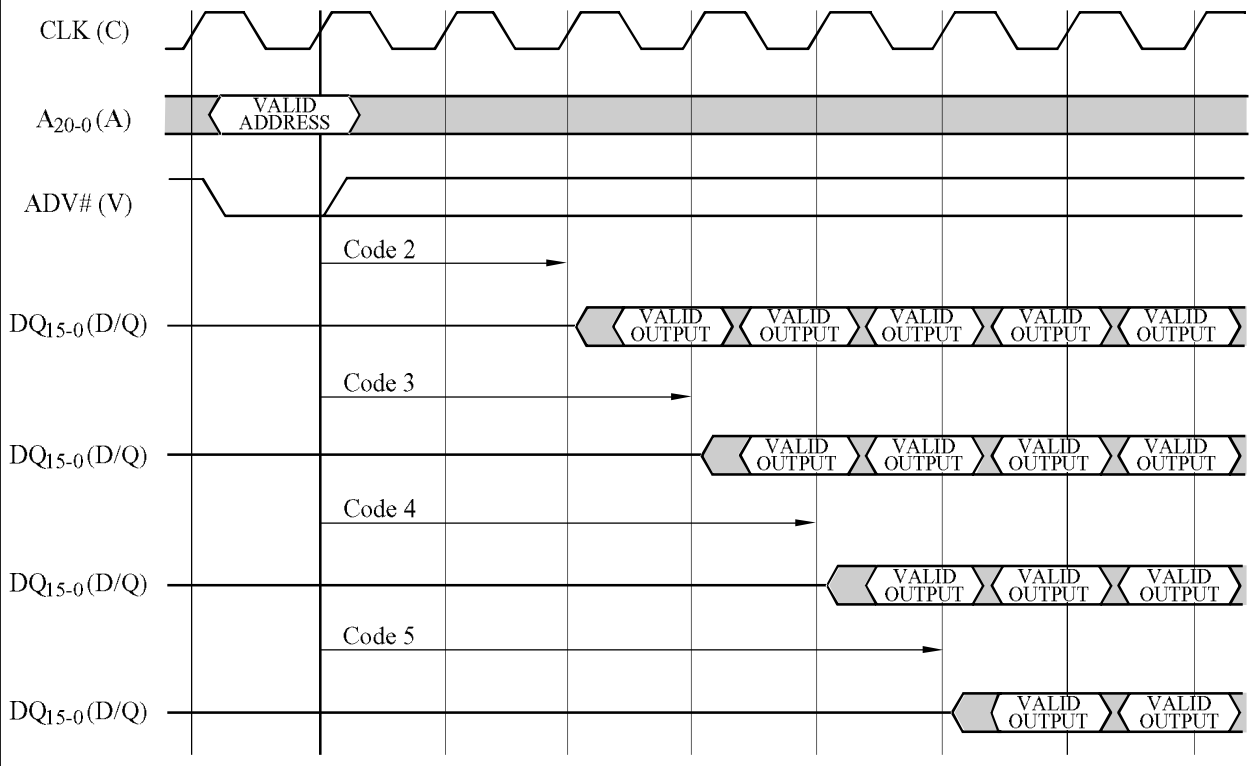 CLK (C)
A20-0 (A)
VALID
ADDRESS
ADV# (V)
Code 2
DQ15-0 (D/Q)
VALID OUTPUT VALID OUTPUT VALID OUTPUT VALID OUTPUT VALID OUTPUT
Code 3
DQ15-0 (D/Q)
VALID OUTPUT VALID OUTPUT VALID OUTPUT VALID OUTPUT
Code 4
DQ15-0 (D/Q)
VALID OUTPUT VALID OUTPUT VALID OUTPUT
Code 5
DQ15-0 (D/Q)
VALID OUTPUT VALID OUTPUT